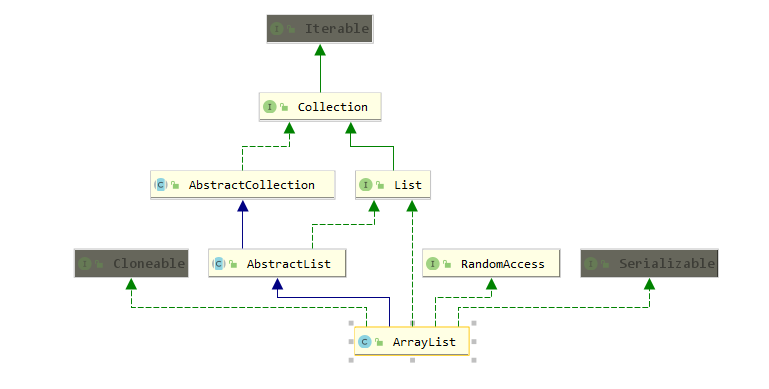 I Iterable
I Collection
C AbstractCollection
I List
I Cloneable
C AbstractList
I RandomAccess
I Serializable
C ArrayList